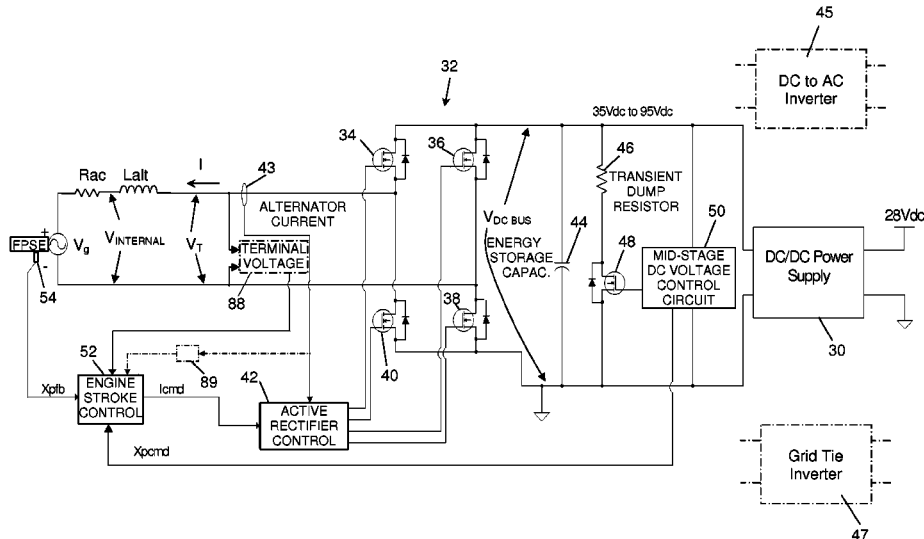 45
DC to AC
Inverter
32
35Vdc to 95Vdc
34
36
46
43
I
Rac
Lalt
TRANSIENT
DUMP
RESISTOR
50
ALTERNATOR
CURRENT
28Vdc
V DC BUS
44
+
FPSE
Vg
VINTERNAL
VT
TERMINAL
VOLTAGE
ENERGY
STORAGE
CAPAC.
48
MID-STAGE
DC VOLTAGE
CONTROL
CIRCUIT
DC/DC Power
Supply
-
54
88
38
30
52
89
40
42
Xpfb
ENGINE
STROKE
CONTROL
Icmd
ACTIVE
RECTIFIER
CONTROL
Xpcmd
Grid Tie
Inverter
47